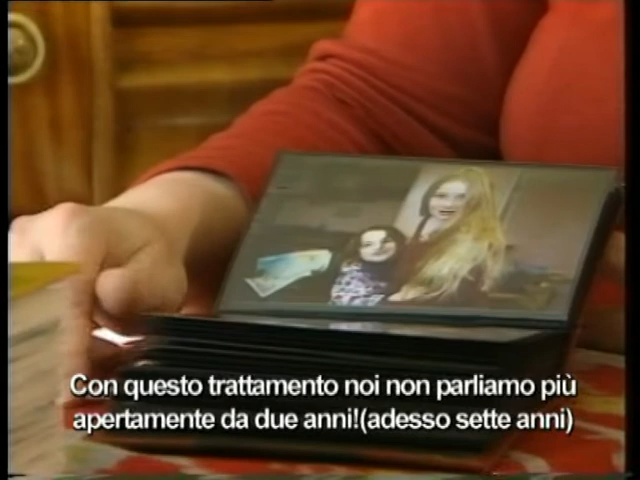 Con questo trattamento noi non parliamo più
apertamente da due anni!(adesso sette anni)